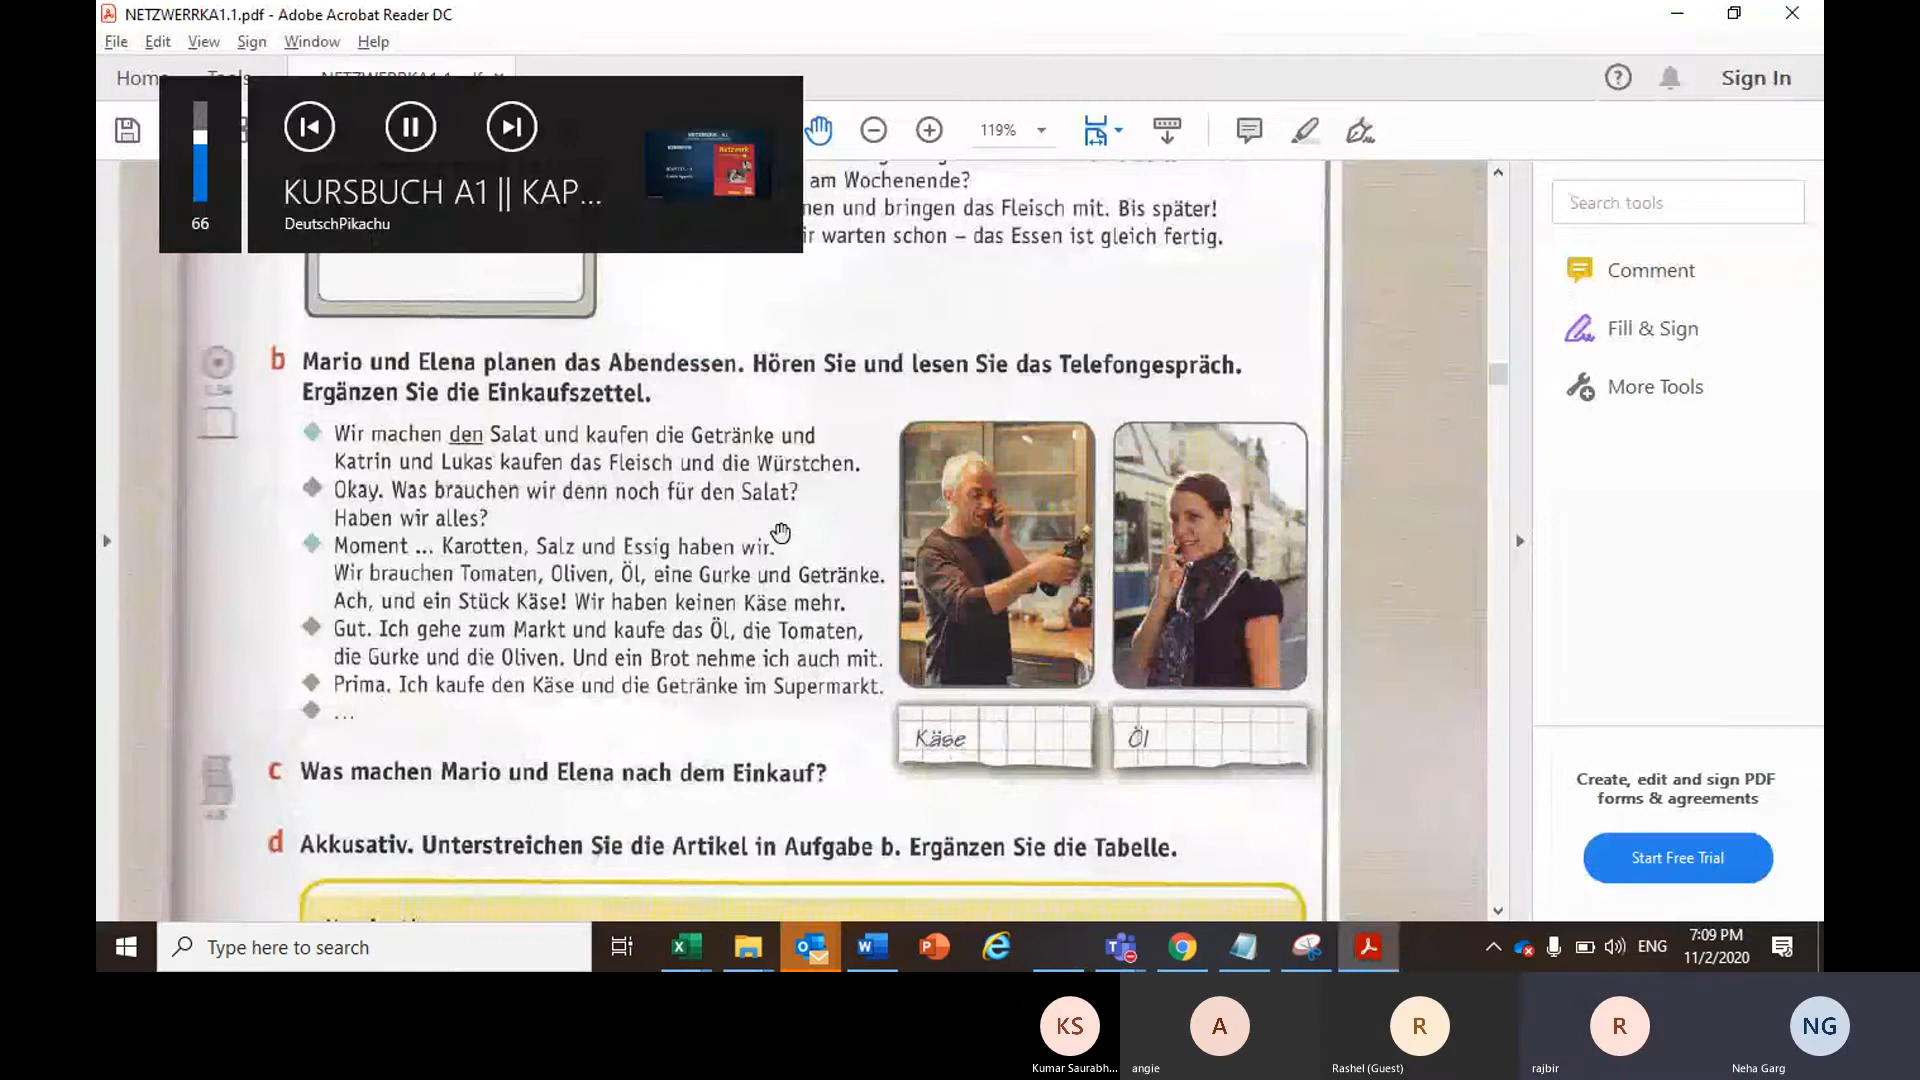 NETZWERRKA1.1.pdf - Adobe Acrobat Reader DC
File Edit View Sign Window Help
Sign In
119%
66
KURSBUCH A1 || KAP...
DeutschPikachu
am Wochenende?
nen und bringen das Fleisch mit. Bis später!
ir warten schon – das Essen ist gleich fertig.
Search tools
Comment
Fill & Sign
More Tools
b Mario und Elena planen das Abendessen. Hören Sie und lesen Sie das Telefongespräch.
Ergänzen Sie die Einkaufszettel.
Wir machen den Salat und kaufen die Getränke und
Katrin und Lukas kaufen das Fleisch und die Würstchen.
Okay. Was brauchen wir denn noch für den Salat?
Haben wir alles?
Moment ... Karotten, Salz und Essig haben wir.
Wir brauchen Tomaten, Oliven, Öl, eine Gurke und Getränke.
Ach, und ein Stück Käse! Wir haben keinen Käse mehr.
Gut. Ich gehe zum Markt und kaufe das Öl, die Tomaten,
die Gurke und die Oliven. Und ein Brot nehme ich auch mit.
Prima. Ich kaufe den Käse und die Getränke im Supermarkt.
...
Käse
Öl
c Was machen Mario und Elena nach dem Einkauf?
d Akkusativ. Unterstreichen Sie die Artikel in Aufgabe b. Ergänzen Sie die Tabelle.
Create, edit and sign PDF
forms & agreements
Start Free Trial
Type here to search
ENG
7:09 PM
11/2/2020
KS
A
R
R
NG
Kumar Saurabh...
angie
Rashel (Guest)
rajbir
Neha Garg